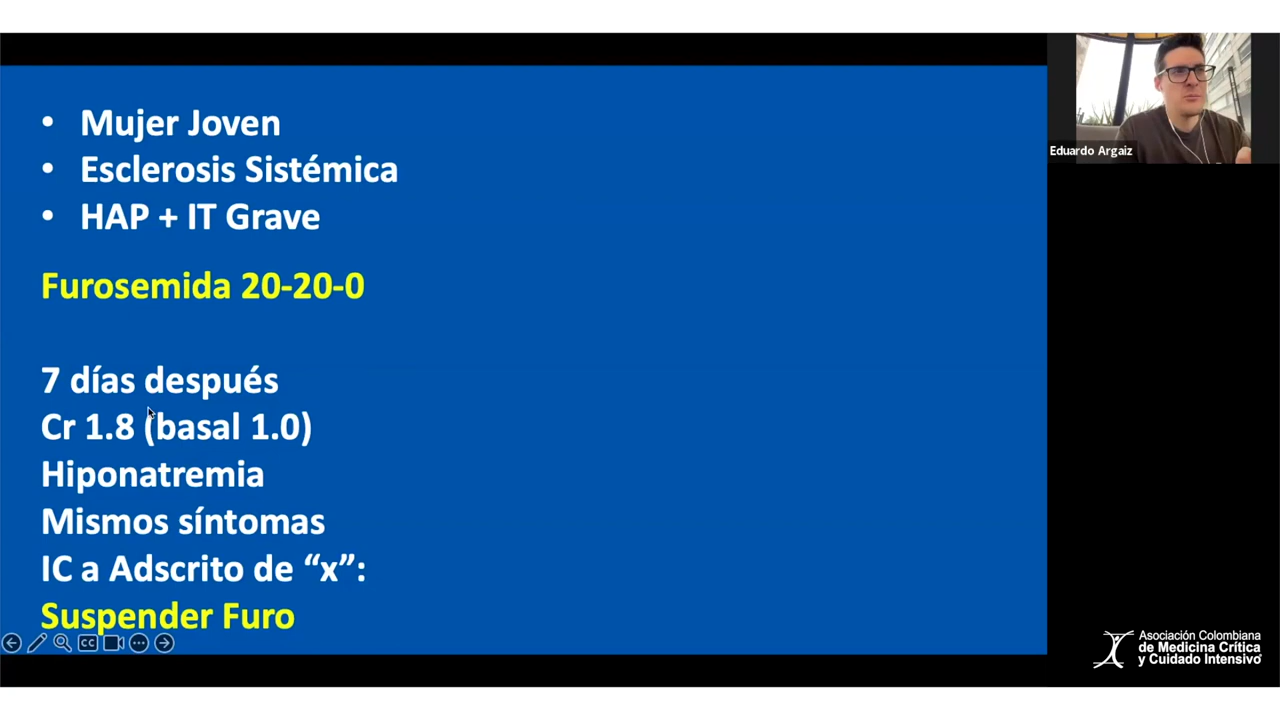 • Mujer Joven
• Esclerosis Sistémica
• HAP + IT Grave
Furosemida 20-20-0
7 días después
Cr 1.8 (basal 1.0)
Hiponatremia
Mismos síntomas
IC a Adscrito de “x”:
Suspender Furo
CC
Eduardo Argaiz
Asociación Colombiana
de Medicina Crítica
y Cuidado Intensivo